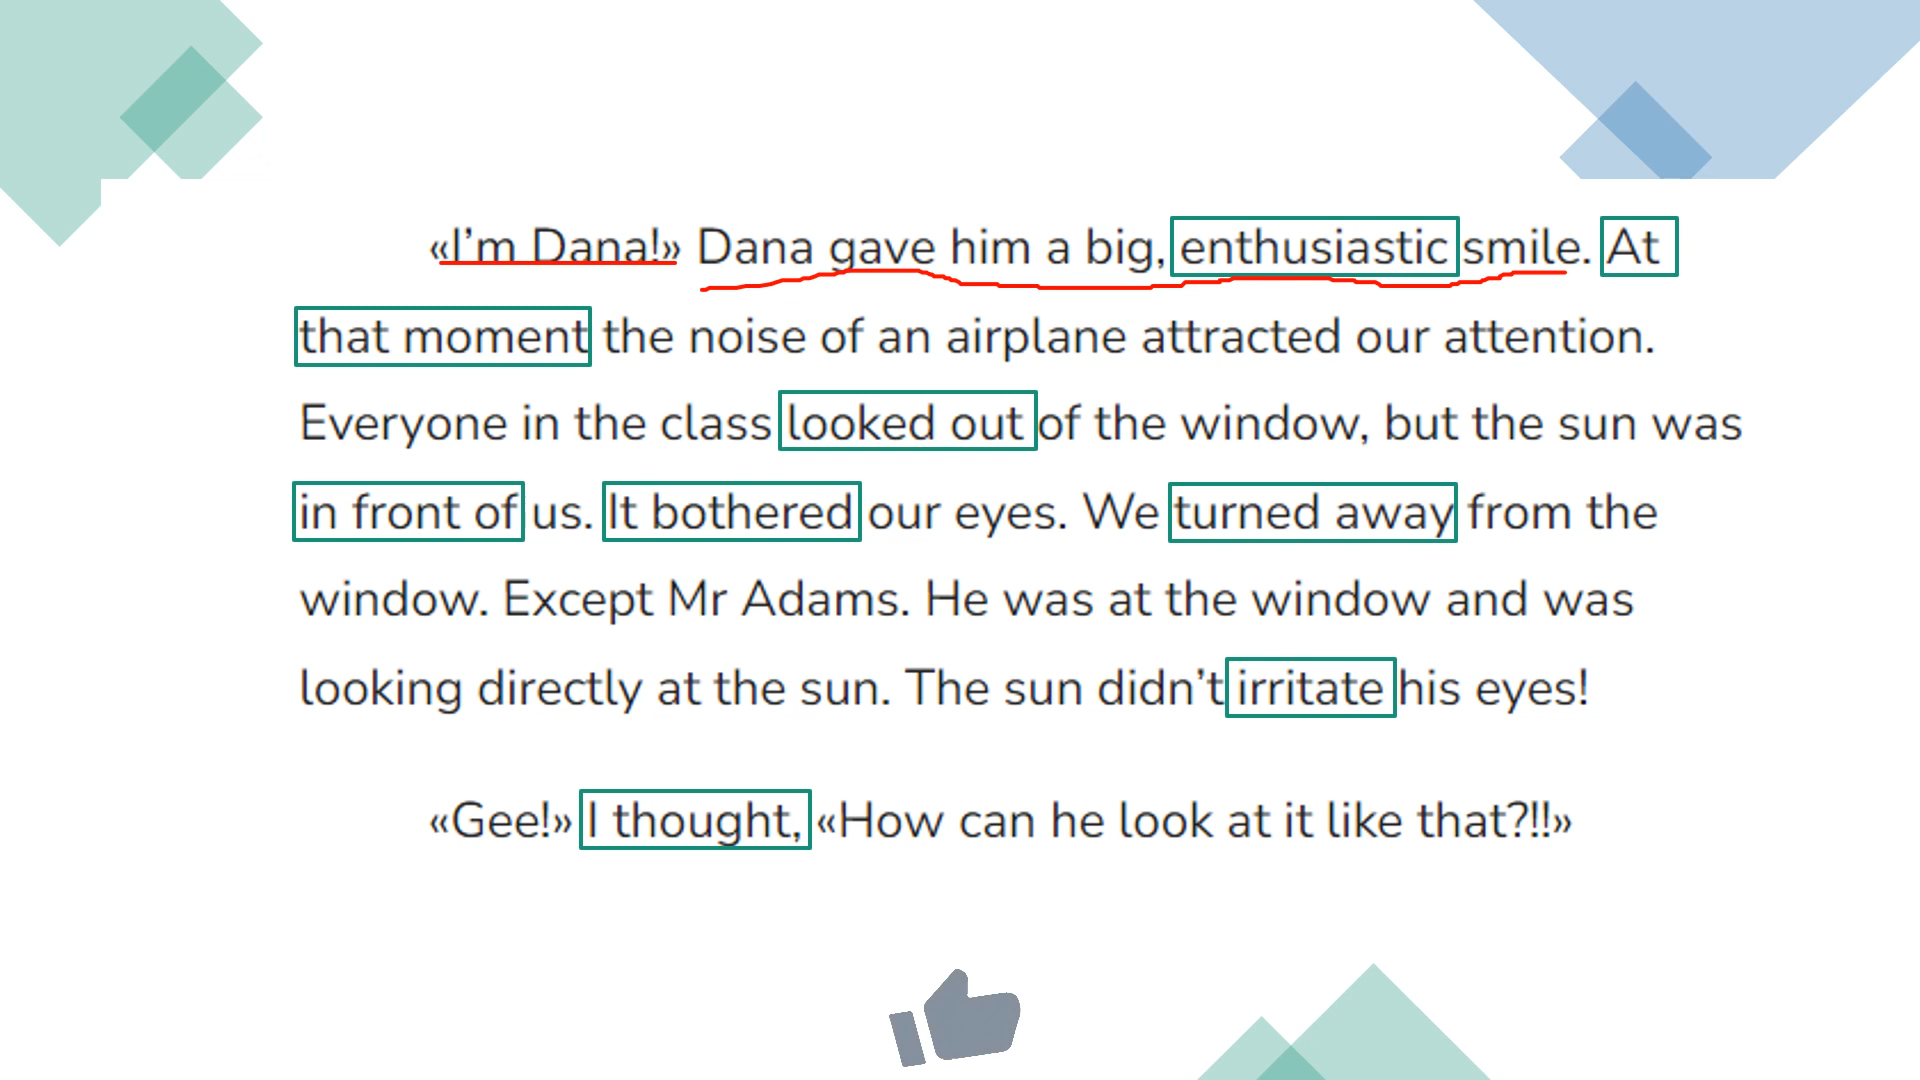 «I’m Dana!» Dana gave him a big, enthusiastic smile. At
that moment the noise of an airplane attracted our attention.
Everyone in the class looked out of the window, but the sun was
in front of us. It bothered our eyes. We turned away from the
window. Except Mr Adams. He was at the window and was
looking directly at the sun. The sun didn’t irritate his eyes!
«Gee!» I thought, «How can he look at it like that?!!»